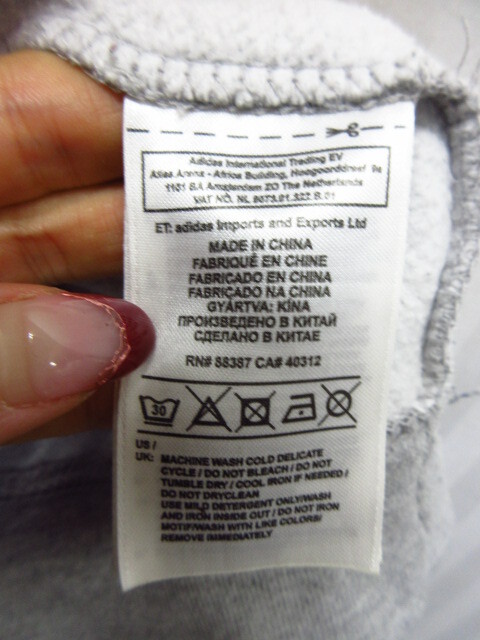 Adidas International Trading BV
Atlas Arena - Africa Building, Hoogoorddreef 9a
1101 BA Amsterdam ZO The Netherlands
VAT NO. NL 8073.01.322.B.01
ET: adidas Imports and Exports Ltd
MADE IN CHINA
FABRIQUÉ EN CHINE
FABRICADO EN CHINA
FABRICADO NA CHINA
GYÁRTVA: KÍNA
ПРОИЗВЕДЕНО В КИТАЙ
СДЕЛАНО В КИТАЕ
RN# 88387 CA# 40312
30
US /
UK: MACHINE WASH COLD DELICATE
CYCLE / DO NOT BLEACH / DO NOT
TUMBLE DRY / COOL IRON IF NEEDED /
DO NOT DRYCLEAN
USE MILD DETERGENT ONLY/WASH
AND IRON INSIDE OUT / DO NOT IRON
MOTIF/WASH WITH LIKE COLORS/
REMOVE IMMEDIATELY